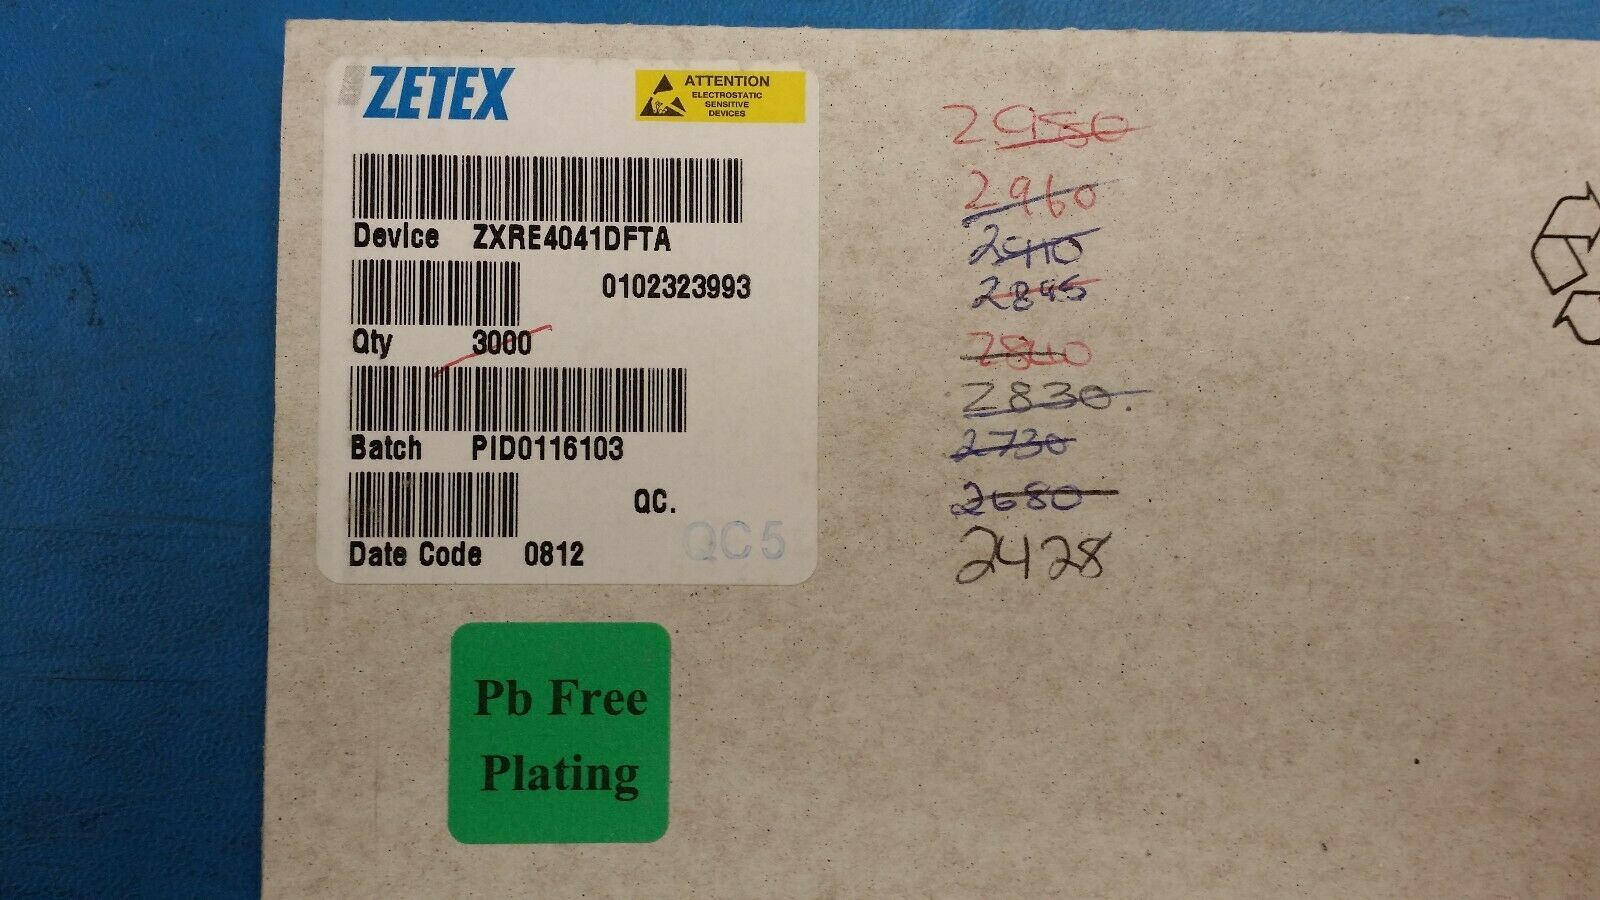 ZETEX
ATTENTION
ELECTROSTATIC
SENSITIVE
DEVICES
Device ZXRE4041DFTA
0102323993
Qty 3000
Batch PID0116103
QC.
QC5
Date Code 0812
Pb Free
Plating
2950
2960
2910
2845
2840
2830.
2730
2680
2428